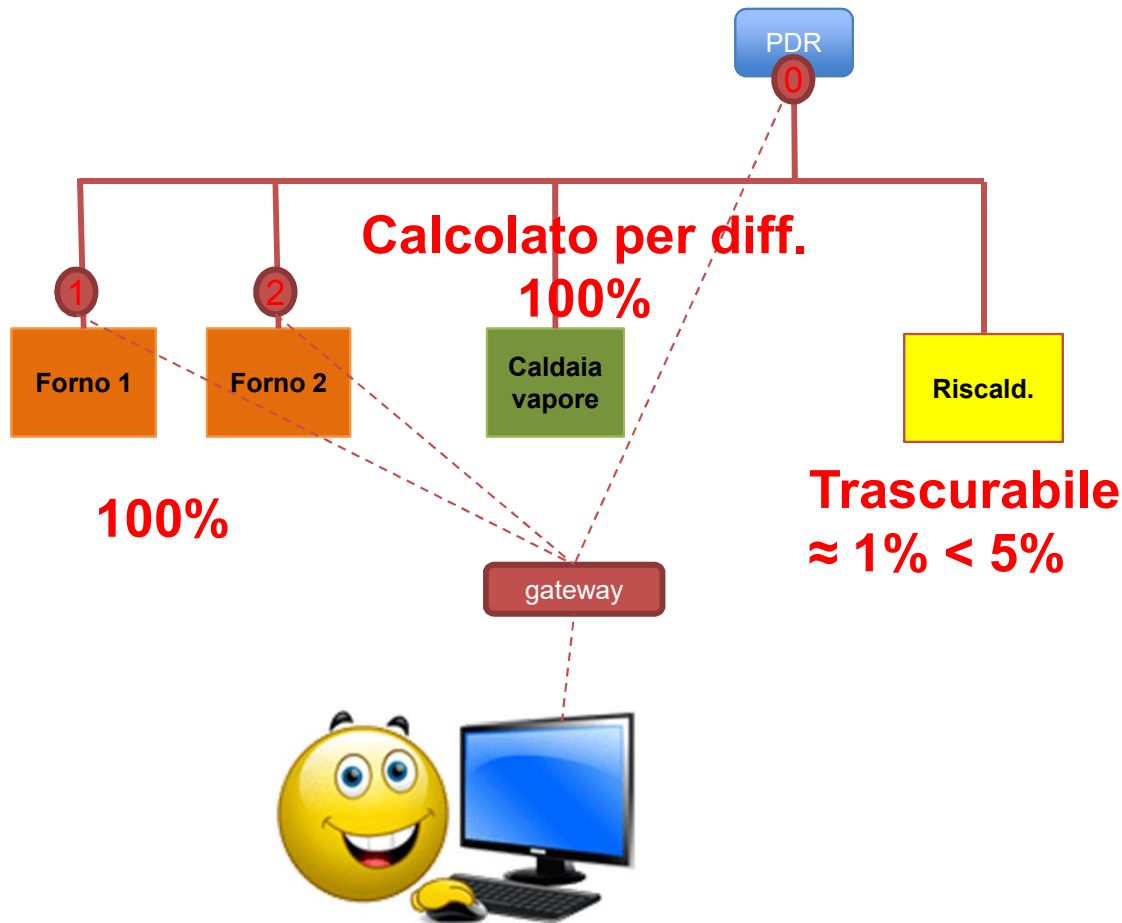 PDR
0
Calcolato per diff.
100%
1
2
Forno 1
Forno 2
Caldaia
vapore
Riscald.
100%
Trascurabile
≈ 1% < 5%
gateway